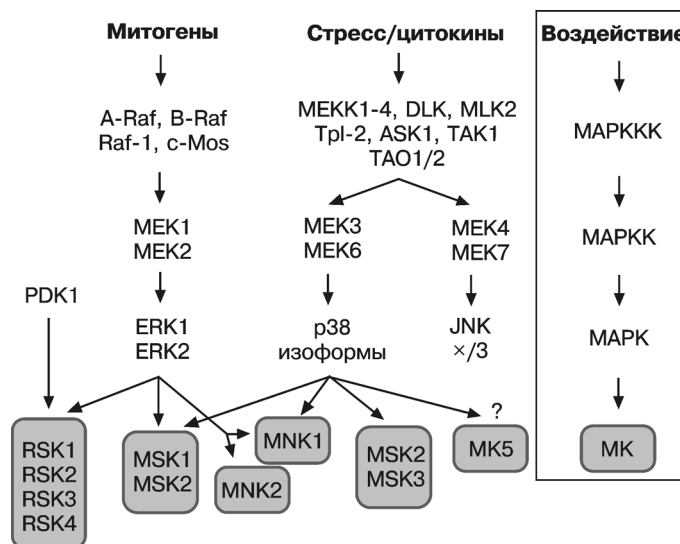 Митогены
Стресс/цитокины
Воздействие
A-Raf, B-Raf
Raf-1, c-Mos
MEKK1-4, DLK, MLK2
Tpl-2, ASK1, TAK1
TAO1/2
MAPKKK
MEK1
MEK2
MEK3
MEK6
MEK4
MEK7
MAPKK
PDK1
ERK1
ERK2
p38
изоформы
JNK
×/3
MAPK
?
RSK1
RSK2
RSK3
RSK4
MSK1
MSK2
MNK1
MNK2
MSK2
MSK3
MK5
MK